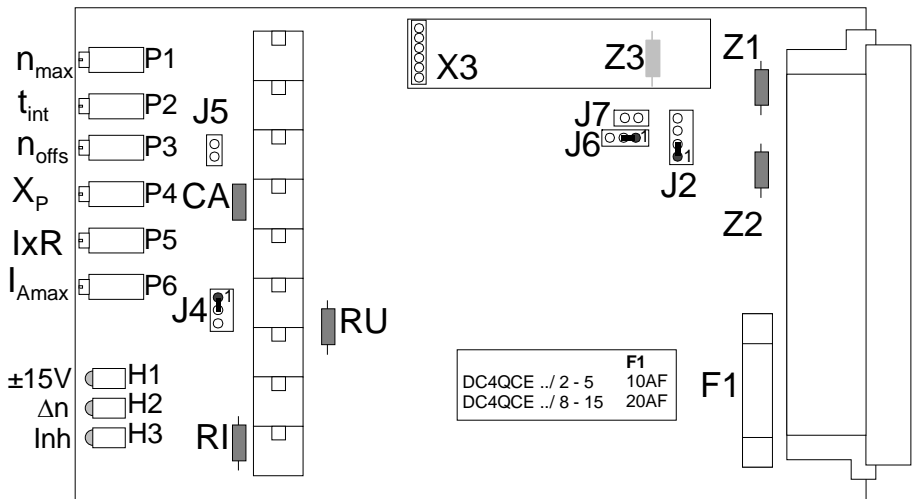 n_max P1
t_int P2
n_offs P3
X_P P4
IxR P5
I_Amax P6
J5
CA
J4 1
±15V H1
Δn H2
Inh H3
RI
RU
X3
Z3
Z1
J7
J6 1
J2 1
Z2
F1
DC4QCE ../ 2 - 5 10AF
DC4QCE ../ 8 - 15 20AF
F1